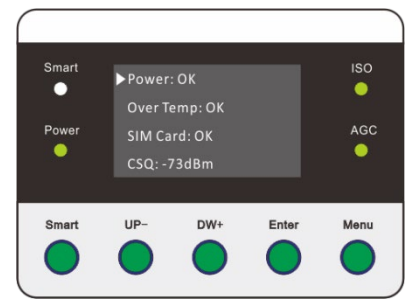 Smart
ISO
Power: OK
Over Temp: OK
Power
AGC
SIM Card: OK
CSQ: -73dBm
Smart
UP−
DW+
Enter
Menu